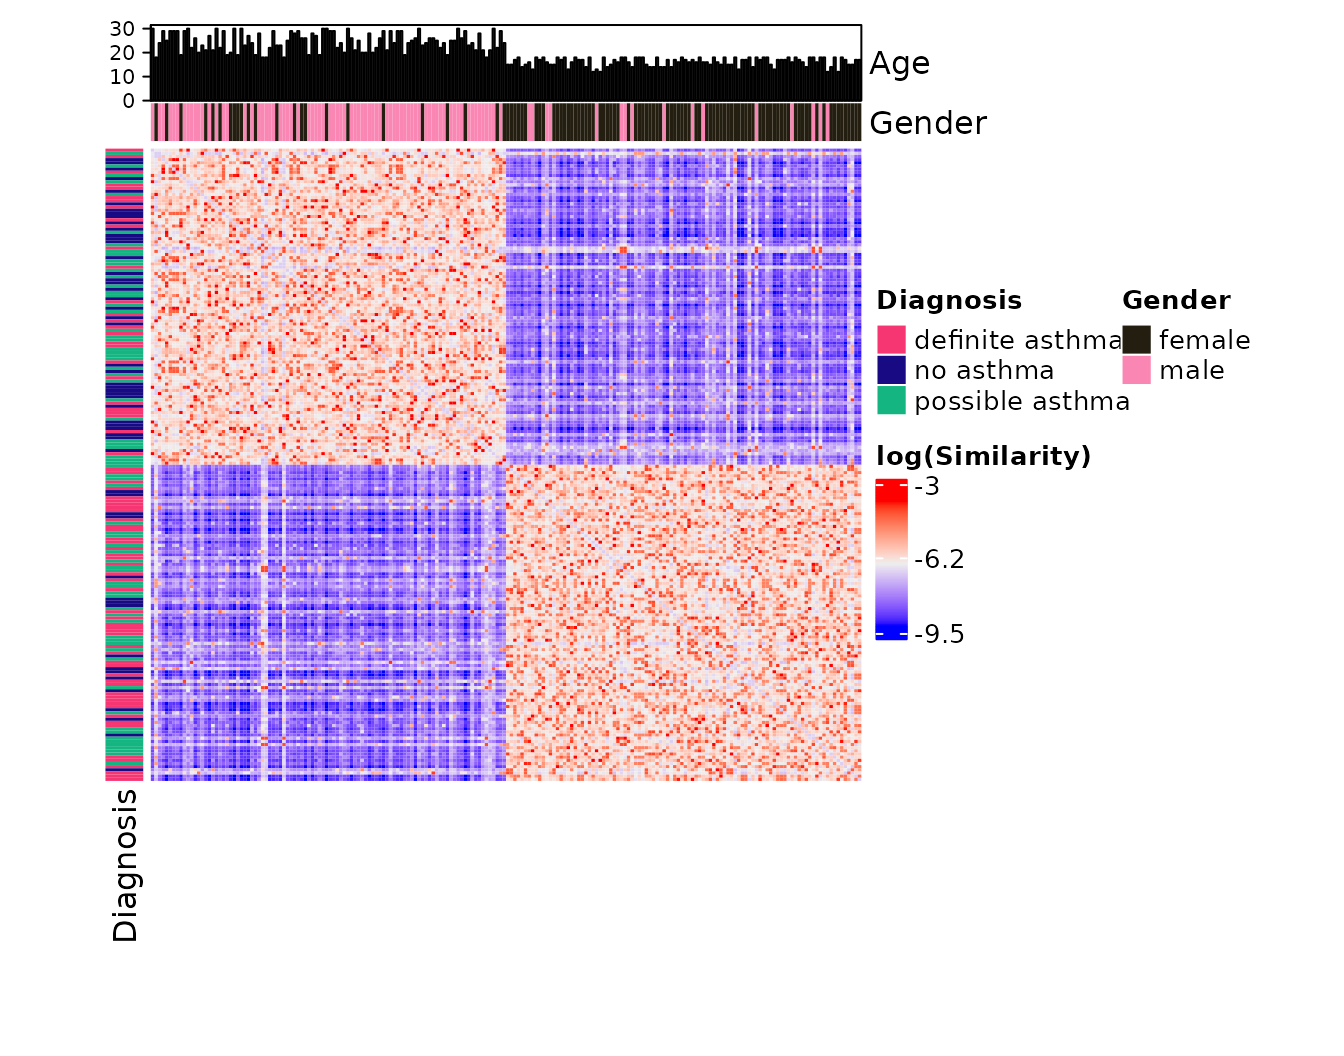 30
20
10
0
Age
Gender
Diagnosis
definite asthma
no asthma
possible asthma
Gender
female
male
log(Similarity)
-3
-6.2
-9.5
Diagnosis